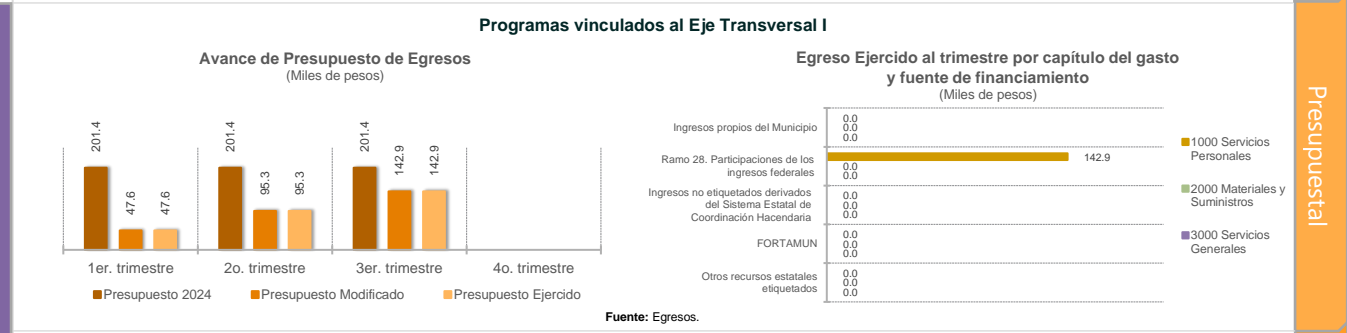 Programas vinculados al Eje Transversal I
Avance de Presupuesto de Egresos
(Miles de pesos)
201.4
47.6
47.6
201.4
95.3
95.3
201.4
142.9
142.9
1er. trimestre
2o. trimestre
3er. trimestre
4o. trimestre
Presupuesto 2024
Presupuesto Modificado
Presupuesto Ejercido
Egreso Ejercido al trimestre por capítulo del gasto
y fuente de financiamiento
(Miles de pesos)
Ingresos propios del Municipio
0.0
0.0
0.0
Ramo 28. Participaciones de los
ingresos federales
142.9
0.0
0.0
Ingresos no etiquetados derivados
del Sistema Estatal de
Coordinación Hacendaria
0.0
0.0
0.0
FORTAMUN
0.0
0.0
0.0
Otros recursos estatales
etiquetados
0.0
0.0
0.0
1000 Servicios
Personales
2000 Materiales y
Suministros
3000 Servicios
Generales
Fuente: Egresos.
Presupuestal